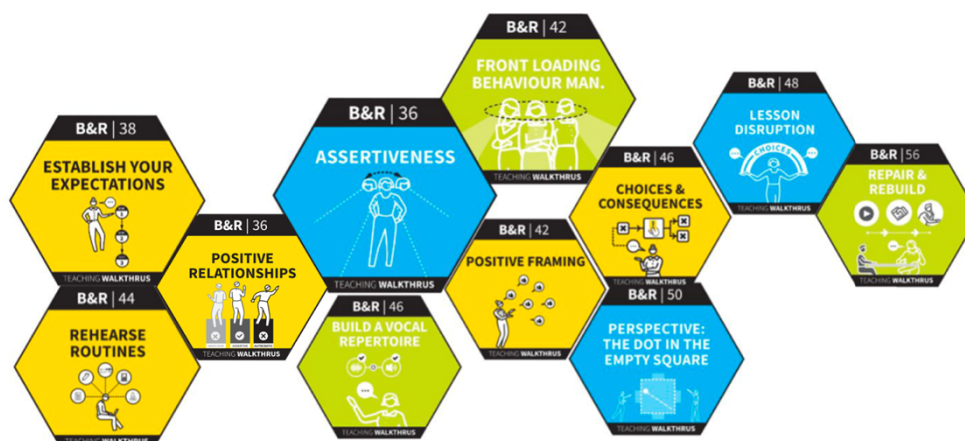 B&R | 38
ESTABLISH YOUR
EXPECTATIONS
TEACHING WALKTHRUS
B&R | 44
REHEARSE
ROUTINES
TEACHING WALKTHRUS
B&R | 36
POSITIVE
RELATIONSHIPS
TEACHING WALKTHRUS
B&R | 36
ASSERTIVENESS
TEACHING WALKTHRUS
B&R | 46
BUILD A VOCAL
REPERTOIRE
TEACHING WALKTHRUS
B&R | 42
FRONT LOADING
BEHAVIOUR MAN.
TEACHING WALKTHRUS
B&R | 42
POSITIVE FRAMING
TEACHING WALKTHRUS
B&R | 46
CHOICES &
CONSEQUENCES
B&R | 50
PERSPECTIVE:
THE DOT IN THE
EMPTY SQUARE
TEACHING WALKTHRUS
B&R | 48
LESSON
DISRUPTION
CHOICES
TEACHING WALKTHRUS
B&R | 56
REPAIR &
REBUILD
TEACHING WALKTHRUS